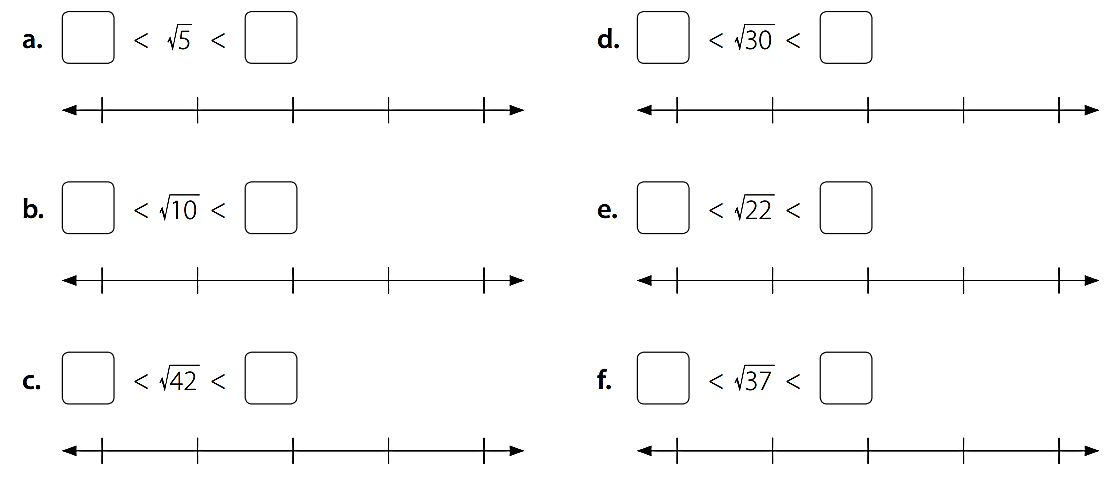 a. < √5 <
b. < √10 <
c. < √42 <
d. < √30 <
e. < √22 <
f. < √37 <